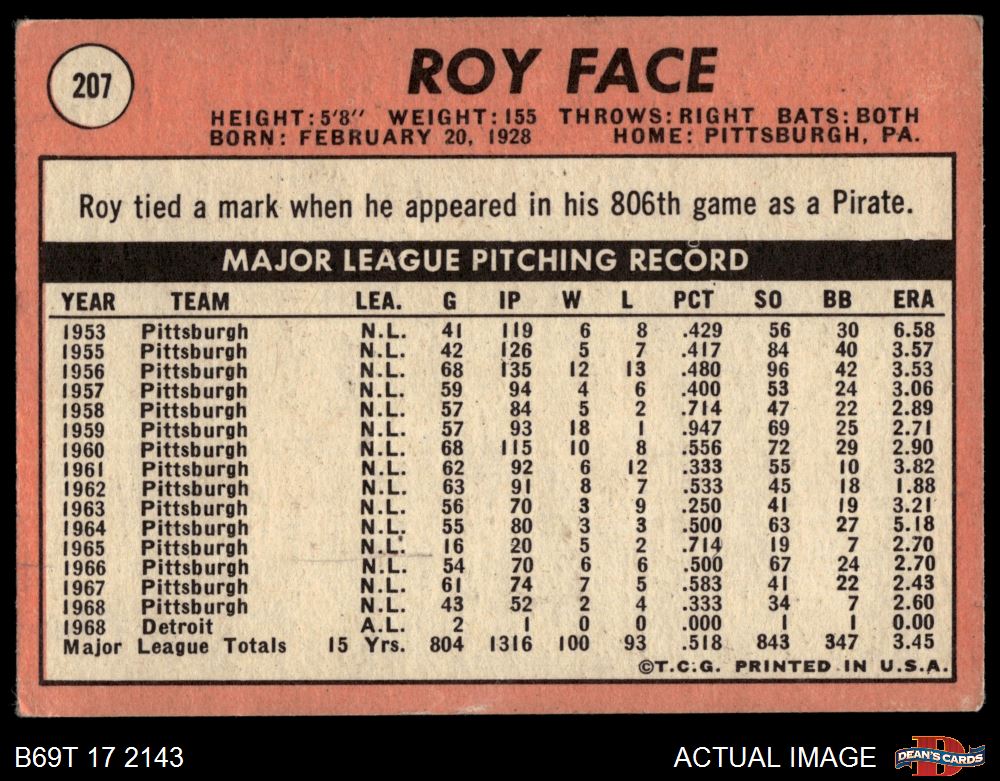 207
ROY FACE
HEIGHT: 5'8" WEIGHT: 155 THROWS: RIGHT BATS: BOTH
BORN: FEBRUARY 20, 1928 HOME: PITTSBURGH, PA.
Roy tied a mark when he appeared in his 806th game as a Pirate.
MAJOR LEAGUE PITCHING RECORD
YEAR TEAM LEA. G IP W L PCT SO BB ERA
1953 Pittsburgh N.L. 41 119 6 8 .429 56 30 6.58
1955 Pittsburgh N.L. 42 126 5 7 .417 84 40 3.57
1956 Pittsburgh N.L. 68 135 12 13 .480 96 42 3.53
1957 Pittsburgh N.L. 59 94 4 6 .400 53 24 3.06
1958 Pittsburgh N.L. 57 84 5 2 .714 47 22 2.89
1959 Pittsburgh N.L. 57 93 18 1 .947 69 25 2.71
1960 Pittsburgh N.L. 68 115 10 8 .556 72 29 2.90
1961 Pittsburgh N.L. 62 92 6 12 .333 55 10 3.82
1962 Pittsburgh N.L. 63 91 8 7 .533 45 18 1.88
1963 Pittsburgh N.L. 56 70 3 9 .250 41 19 3.21
1964 Pittsburgh N.L. 55 80 3 3 .500 63 27 5.18
1965 Pittsburgh N.L. 16 20 5 2 .714 19 7 2.70
1966 Pittsburgh N.L. 54 70 6 6 .500 67 24 2.70
1967 Pittsburgh N.L. 61 74 7 5 .583 41 22 2.43
1968 Pittsburgh N.L. 43 52 2 4 .333 34 7 2.60
1968 Detroit A.L. 2 1 0 0 .000 1 1 0.00
Major League Totals 15 Yrs. 804 1316 100 93 .518 843 347 3.45
©T.C.G. PRINTED IN U.S.A.
B69T 17 2143 ACTUAL IMAGE D DEAN'S CARDS